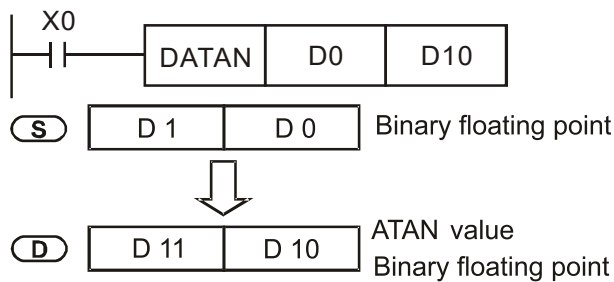 X0
DATAN D0 D10
S D 1 D 0 Binary floating point
D D 11 D 10 ATAN value
Binary floating point